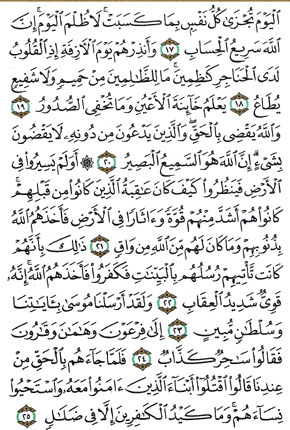 ٱلْيَوْمَ تُجْزَىٰ كُلُّ نَفْسٍۭ بِمَا كَسَبَتْ ۚ لَا ظُلْمَ ٱلْيَوْمَ ۚ إِنَّ
ٱللَّهَ سَرِيعُ ٱلْحِسَابِ ١٧ وَأَنذِرْهُمْ يَوْمَ ٱلْـَٔازِفَةِ إِذِ ٱلْقُلُوبُ
لَدَى ٱلْحَنَاجِرِ كَـٰظِمِينَ ۚ مَا لِلظَّـٰلِمِينَ مِنْ حَمِيمٍ وَلَا شَفِيعٍ
يُطَاعُ ١٨ يَعْلَمُ خَآئِنَةَ ٱلْأَعْيُنِ وَمَا تُخْفِى ٱلصُّدُورُ ١٩
وَٱللَّهُ يَقْضِى بِٱلْحَقِّ ۖ وَٱلَّذِينَ يَدْعُونَ مِن دُونِهِۦ لَا يَقْضُونَ
بِشَىْءٍ ۗ إِنَّ ٱللَّهَ هُوَ ٱلسَّمِيعُ ٱلْبَصِيرُ ٢٠ ۞ أَوَلَمْ يَسِيرُوا۟ فِى
ٱلْأَرْضِ فَيَنظُرُوا۟ كَيْفَ كَانَ عَـٰقِبَةُ ٱلَّذِينَ كَانُوا۟ مِن قَبْلِهِمْ ۚ
كَانُوا۟ هُمْ أَشَدَّ مِنْهُمْ قُوَّةً وَءَاثَارًا فِى ٱلْأَرْضِ فَأَخَذَهُمُ ٱللَّهُ
بِذُنُوبِهِمْ وَمَا كَانَ لَهُم مِّنَ ٱللَّهِ مِن وَاقٍ ٢١ ذَٰلِكَ بِأَنَّهُمْ
كَانَت تَّأْتِيهِمْ رُسُلُهُم بِٱلْبَيِّنَـٰتِ فَكَفَرُوا۟ فَأَخَذَهُمُ ٱللَّهُ ۚ إِنَّهُۥ
قَوِىٌّ شَدِيدُ ٱلْعِقَابِ ٢٢ وَلَقَدْ أَرْسَلْنَا مُوسَىٰ بِـَٔايَـٰتِنَا
وَسُلْطَـٰنٍ مُّبِينٍ ٢٣ إِلَىٰ فِرْعَوْنَ وَهَـٰمَـٰنَ وَقَـٰرُونَ
فَقَالُوا۟ سَـٰحِرٌ كَذَّابٌ ٢٤ فَلَمَّا جَآءَهُم بِٱلْحَقِّ مِنْ
عِندِنَا قَالُوا۟ ٱقْتُلُوٓا۟ أَبْنَآءَ ٱلَّذِينَ ءَامَنُوا۟ مَعَهُۥ وَٱسْتَحْيُوا۟
نِسَآءَهُمْ ۚ وَمَا كَيْدُ ٱلْكَـٰفِرِينَ إِلَّا فِى ضَلَـٰلٍ ٢٥